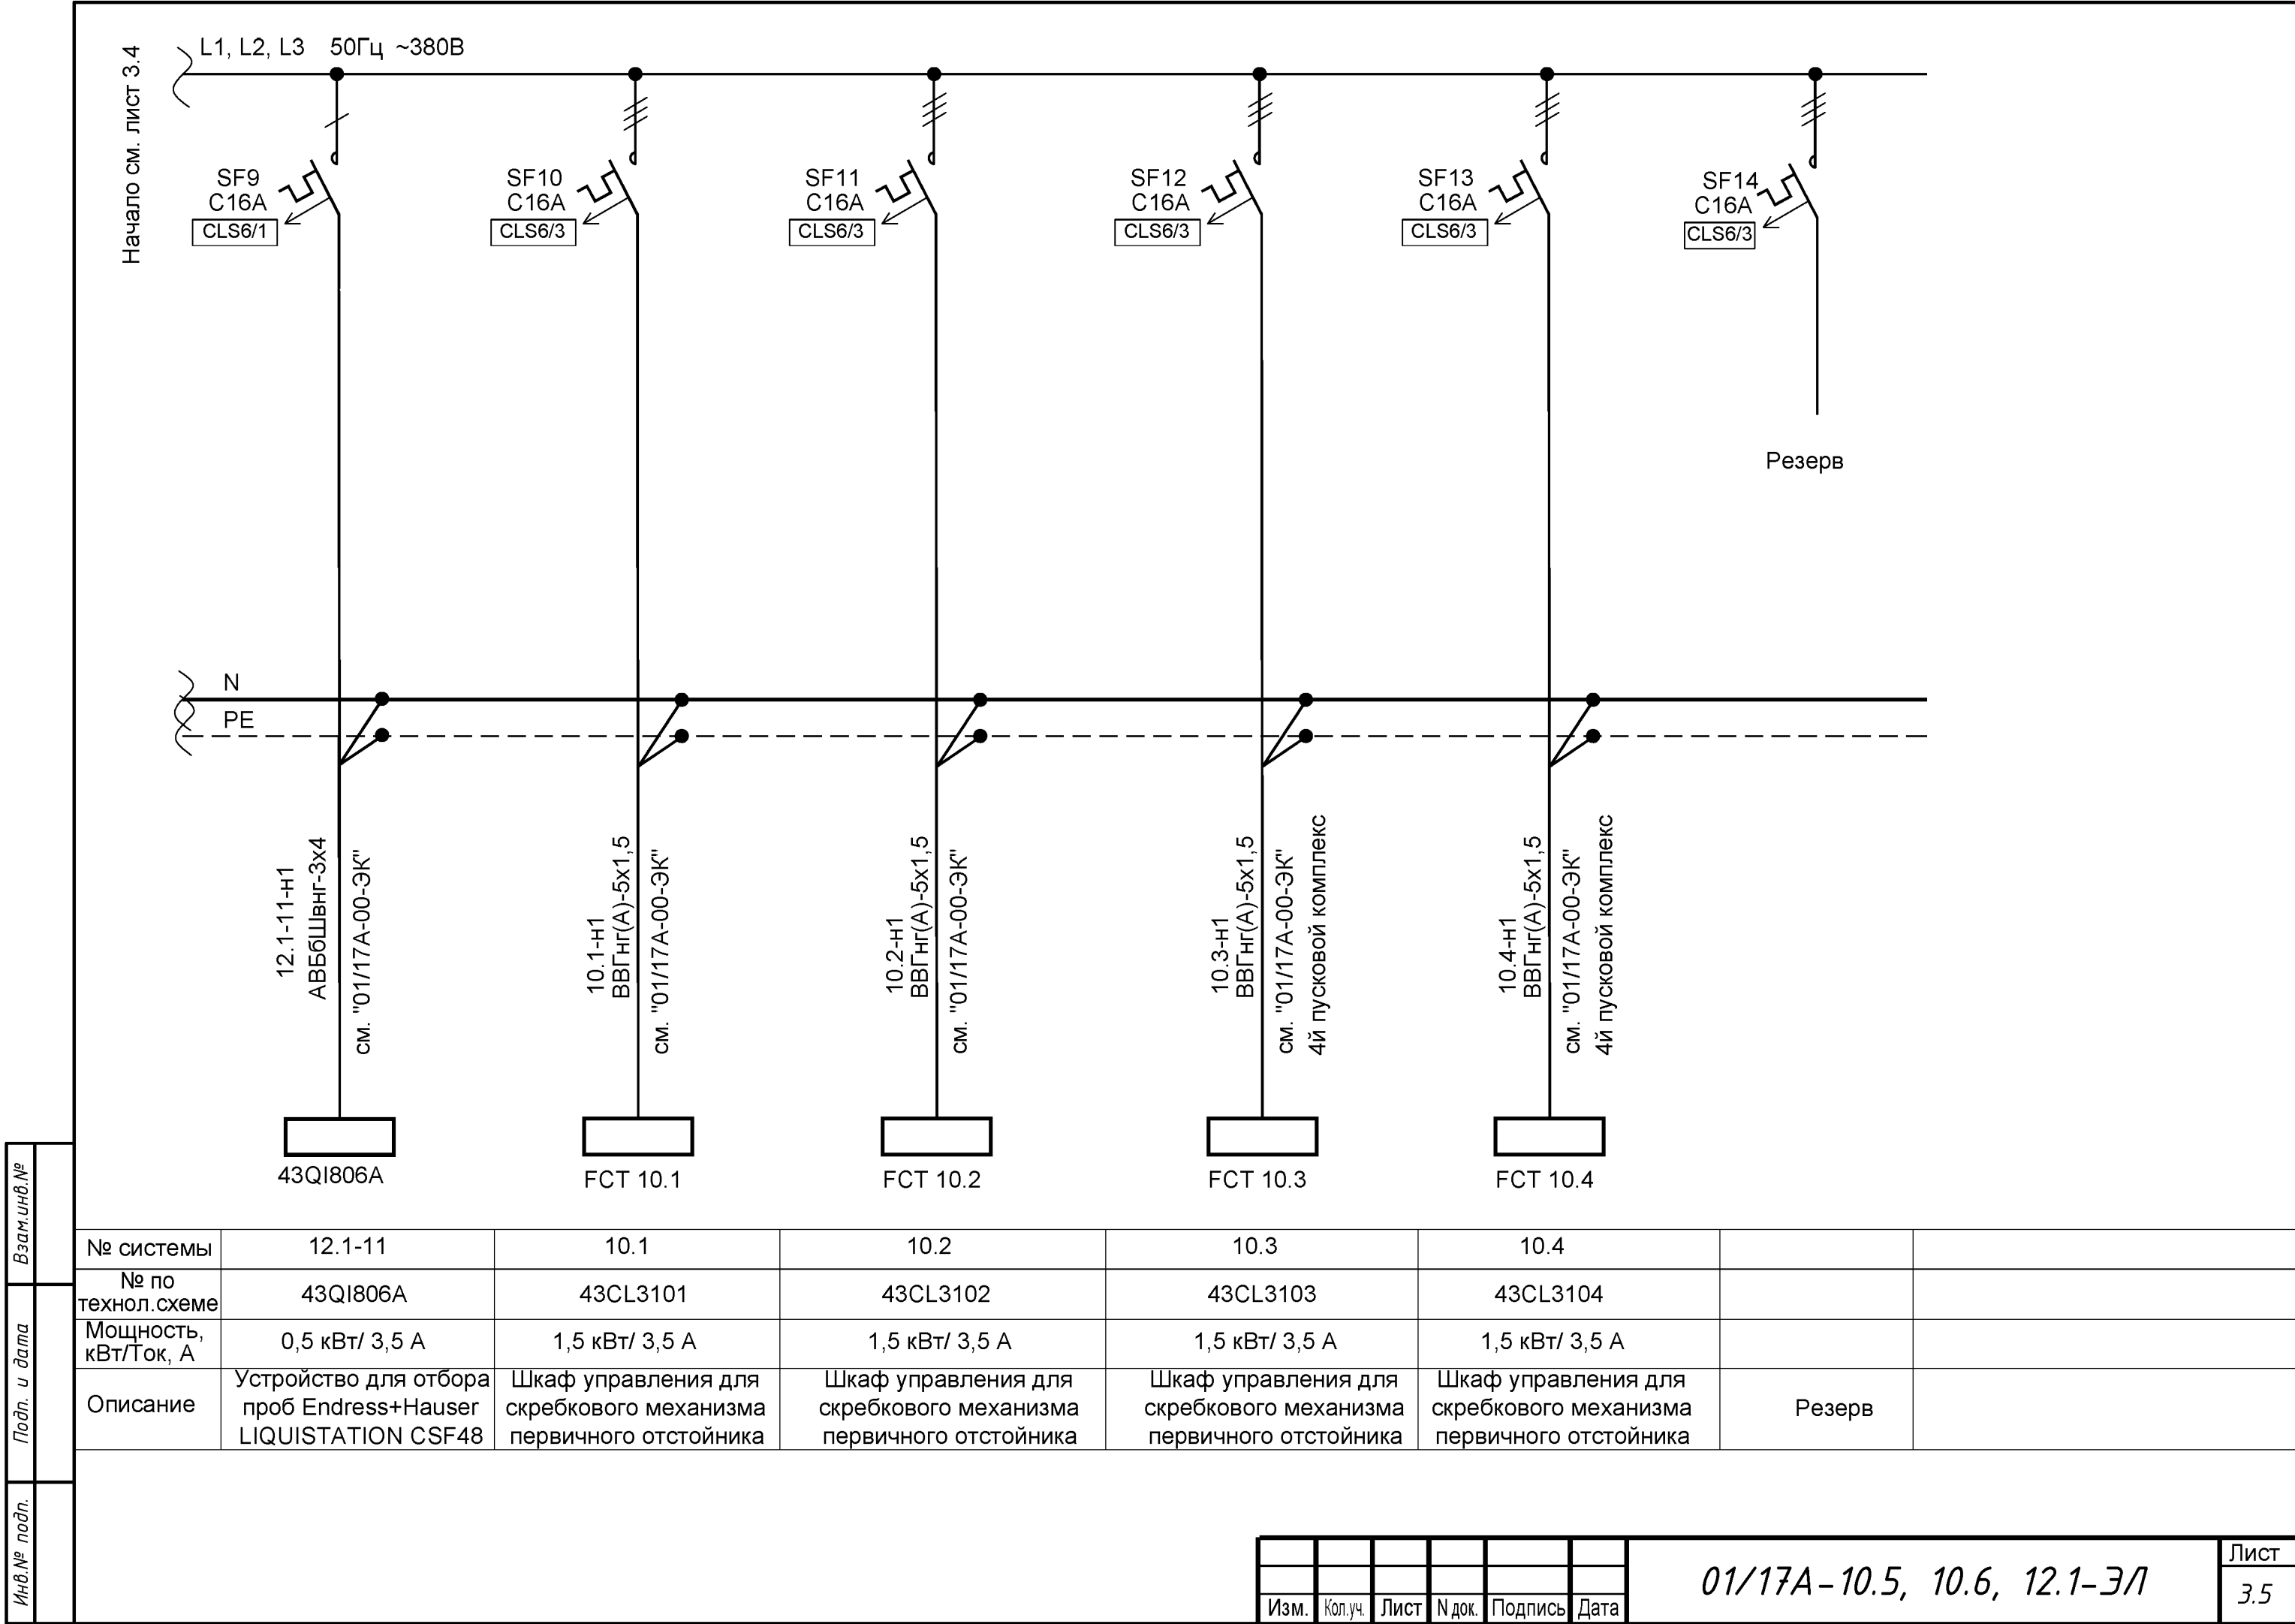 Начало см. лист 3.4
L1, L2, L3 50Гц ~380В
SF9
C16A
CLS6/1
SF10
C16A
CLS6/3
SF11
C16A
CLS6/3
SF12
C16A
CLS6/3
SF13
C16A
CLS6/3
SF14
C16A
CLS6/3
Резерв
N
PE
12.1-11-н1
АВБбШвнг-3х4
см. "01/17А-00-ЭК"
10.1-н1
ВВГнг(А)-5х1,5
см. "01/17А-00-ЭК"
10.2-н1
ВВГнг(А)-5х1,5
см. "01/17А-00-ЭК"
10.3-н1
ВВГнг(А)-5х1,5
см. "01/17А-00-ЭК"
4й пусковой комплекс
10.4-н1
ВВГнг(А)-5х1,5
см. "01/17А-00-ЭК"
4й пусковой комплекс
43QI806A
FCT 10.1
FCT 10.2
FCT 10.3
FCT 10.4
№ системы 12.1-11 10.1 10.2 10.3 10.4
№ по
технол.схеме
43QI806A 43CL3101 43CL3102 43CL3103 43CL3104
Мощность,
кВт/Ток, А
0,5 кВт/ 3,5 А 1,5 кВт/ 3,5 А 1,5 кВт/ 3,5 А 1,5 кВт/ 3,5 А 1,5 кВт/ 3,5 А
Описание
Устройство для отбора
проб Endress+Hauser
LIQUISTATION CSF48
Шкаф управления для
скребкового механизма
первичного отстойника
Шкаф управления для
скребкового механизма
первичного отстойника
Шкаф управления для
скребкового механизма
первичного отстойника
Шкаф управления для
скребкового механизма
первичного отстойника
Резерв
Взам.инв.№
Подп. и дата
Инв.№ подп.
Изм. Кол.уч. Лист N док. Подпись Дата
01/17А-10.5, 10.6, 12.1-ЭЛ
Лист
3.5